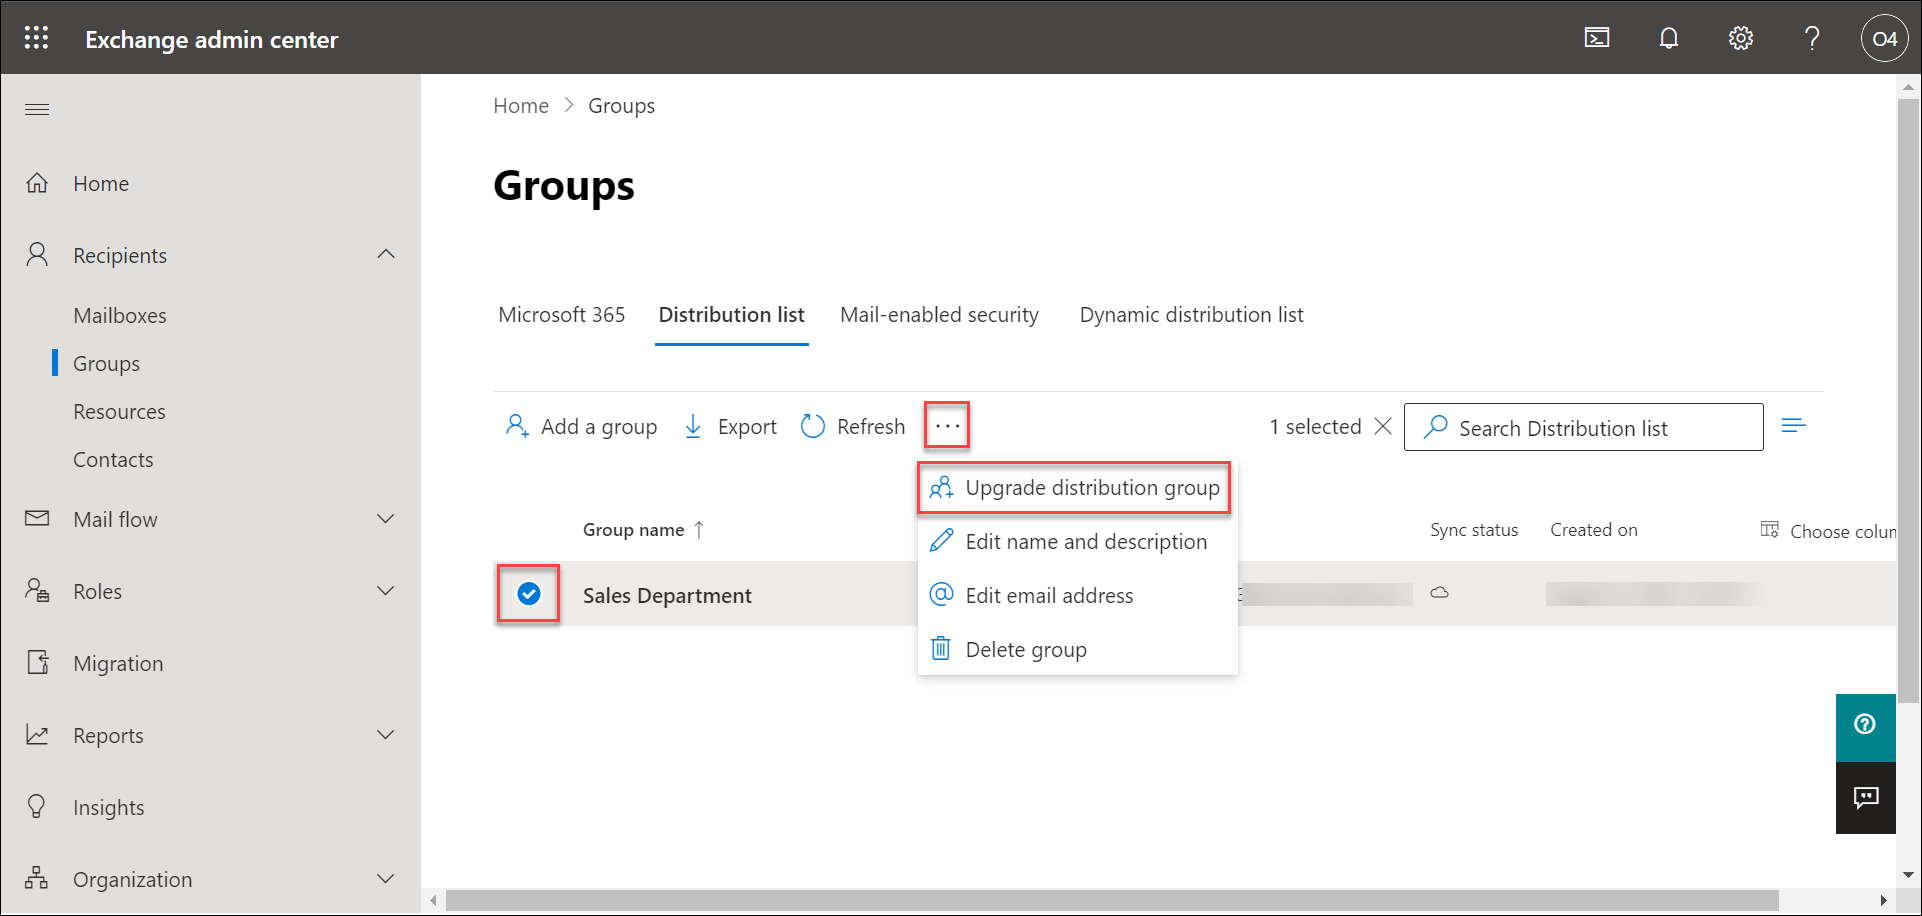 Exchange admin center
O4
Home > Groups
Groups
Home
Recipients
Mailboxes
Groups
Resources
Contacts
Mail flow
Roles
Migration
Reports
Insights
Organization
Microsoft 365 Distribution list Mail-enabled security Dynamic distribution list
Add a group Export Refresh ··· 1 selected Search Distribution list
Upgrade distribution group
Edit name and description
Edit email address
Delete group
Group name ↑ Sync status Created on Choose colum
Sales Department